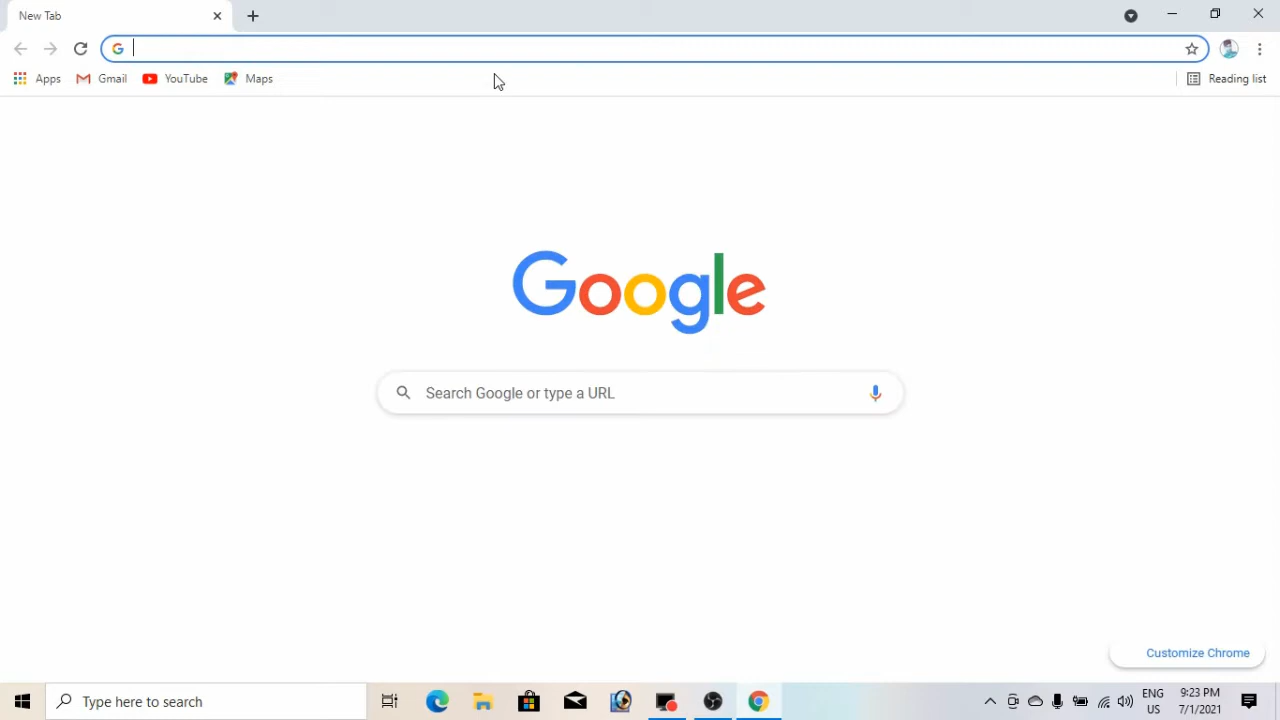 New Tab
Apps
Gmail
YouTube
Maps
Reading list
Google
Search Google or type a URL
Customize Chrome
Type here to search
ENG
US
9:23 PM
7/1/2021